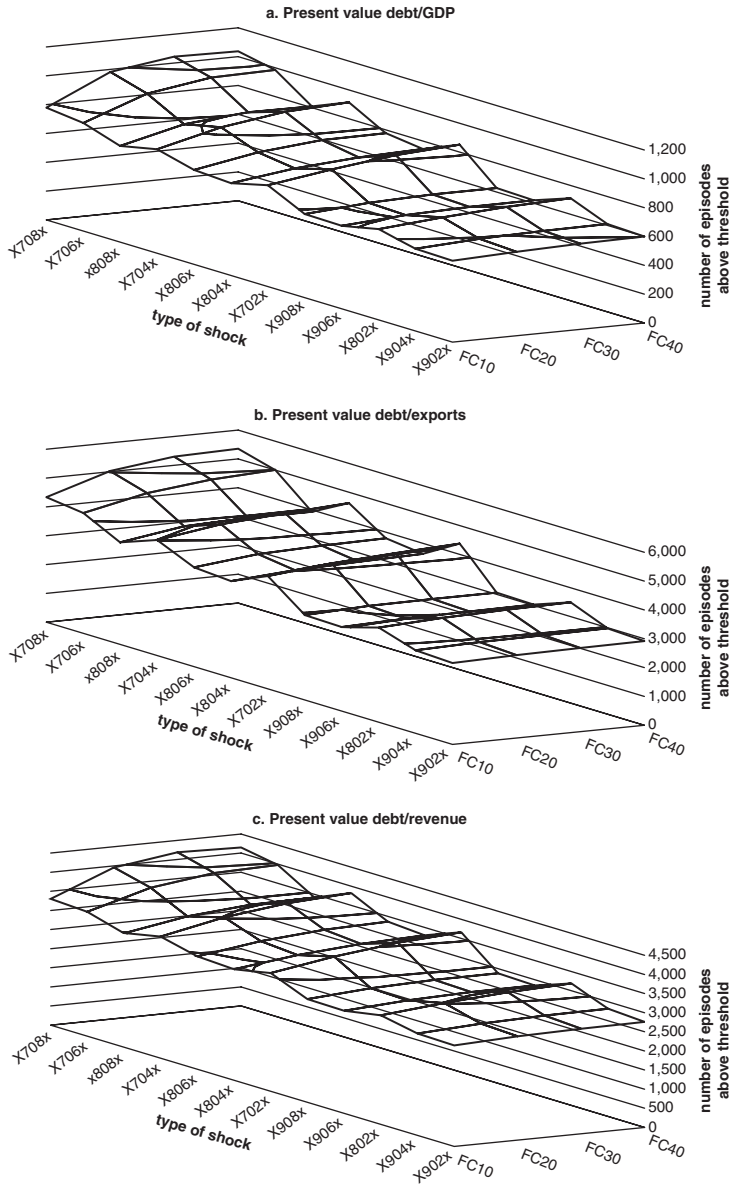 a. Present value debt/GDP
1,200
1,000
800
600
400
200
0
number of episodes
above threshold
X708x
X706x
x808x
X704x
X806x
X804x
X702x
X908x
X906x
X802x
X904x
X902x
type of shock
FC10
FC20
FC30
FC40
b. Present value debt/exports
6,000
5,000
4,000
3,000
2,000
1,000
0
number of episodes
above threshold
X708x
X706x
x808x
X704x
X806x
X804x
X702x
X908x
X906x
X802x
X904x
X902x
type of shock
FC10
FC20
FC30
FC40
c. Present value debt/revenue
4,500
4,000
3,500
3,000
2,500
2,000
1,500
1,000
500
0
number of episodes
above threshold
X708x
X706x
x808x
X704x
X806x
X804x
X702x
X908x
X906x
X802x
X904x
X902x
type of shock
FC10
FC20
FC30
FC40